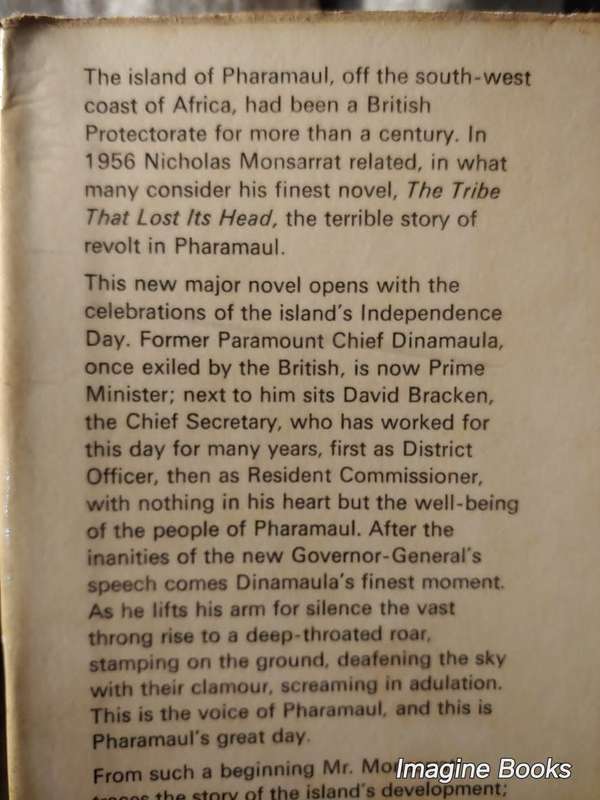 The island of Pharamaul, off the south-west
coast of Africa, had been a British
Protectorate for more than a century. In
1956 Nicholas Monsarrat related, in what
many consider his finest novel, The Tribe
That Lost Its Head, the terrible story of
revolt in Pharamaul.
This new major novel opens with the
celebrations of the island's Independence
Day. Former Paramount Chief Dinamaula,
once exiled by the British, is now Prime
Minister; next to him sits David Bracken,
the Chief Secretary, who has worked for
this day for many years, first as District
Officer, then as Resident Commissioner,
with nothing in his heart but the well-being
of the people of Pharamaul. After the
inanities of the new Governor-General's
speech comes Dinamaula's finest moment.
As he lifts his arm for silence the vast
throng rise to a deep-throated roar,
stamping on the ground, deafening the sky
with their clamour, screaming in adulation.
This is the voice of Pharamaul, and this is
Pharamaul's great day.
From such a beginning Mr.
the story of the island's development;
Imagine Books